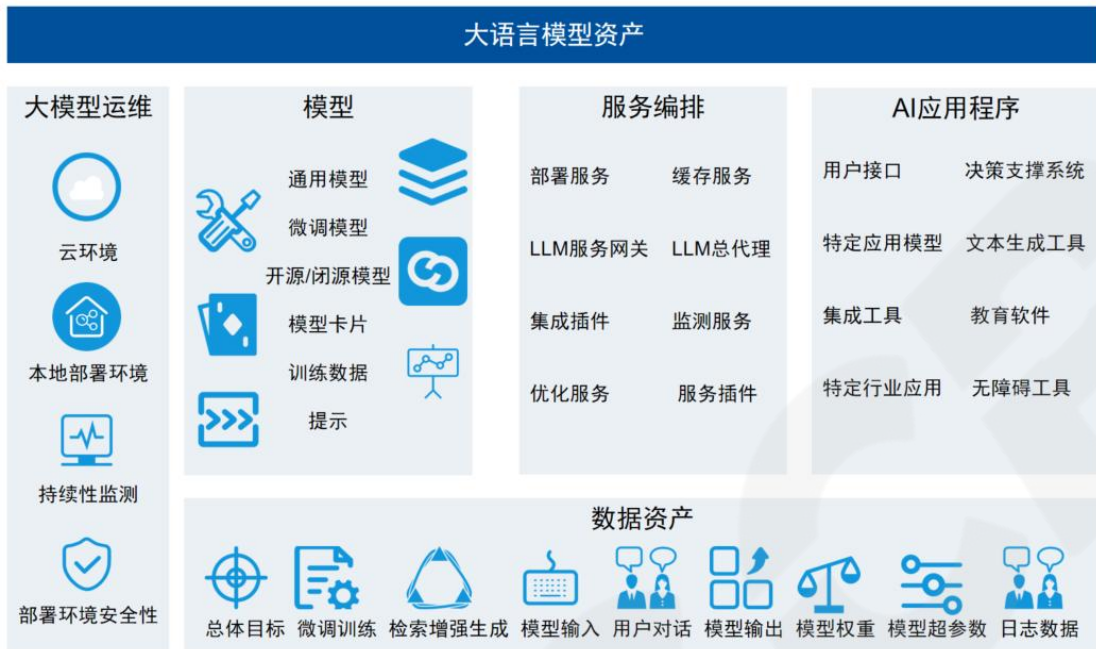 大语言模型资产
大模型运维
云环境
本地部署环境
持续性监测
部署环境安全性
模型
通用模型
微调模型
开源/闭源模型
模型卡片
训练数据
提示
服务编排
部署服务 缓存服务
LLM服务网关 LLM总代理
集成插件 监测服务
优化服务 服务插件
AI应用程序
用户接口 决策支撑系统
特定应用模型 文本生成工具
集成工具 教育软件
特定行业应用 无障碍工具
数据资产
总体目标 微调训练 检索增强生成 模型输入 用户对话 模型输出 模型权重 模型超参数 日志数据